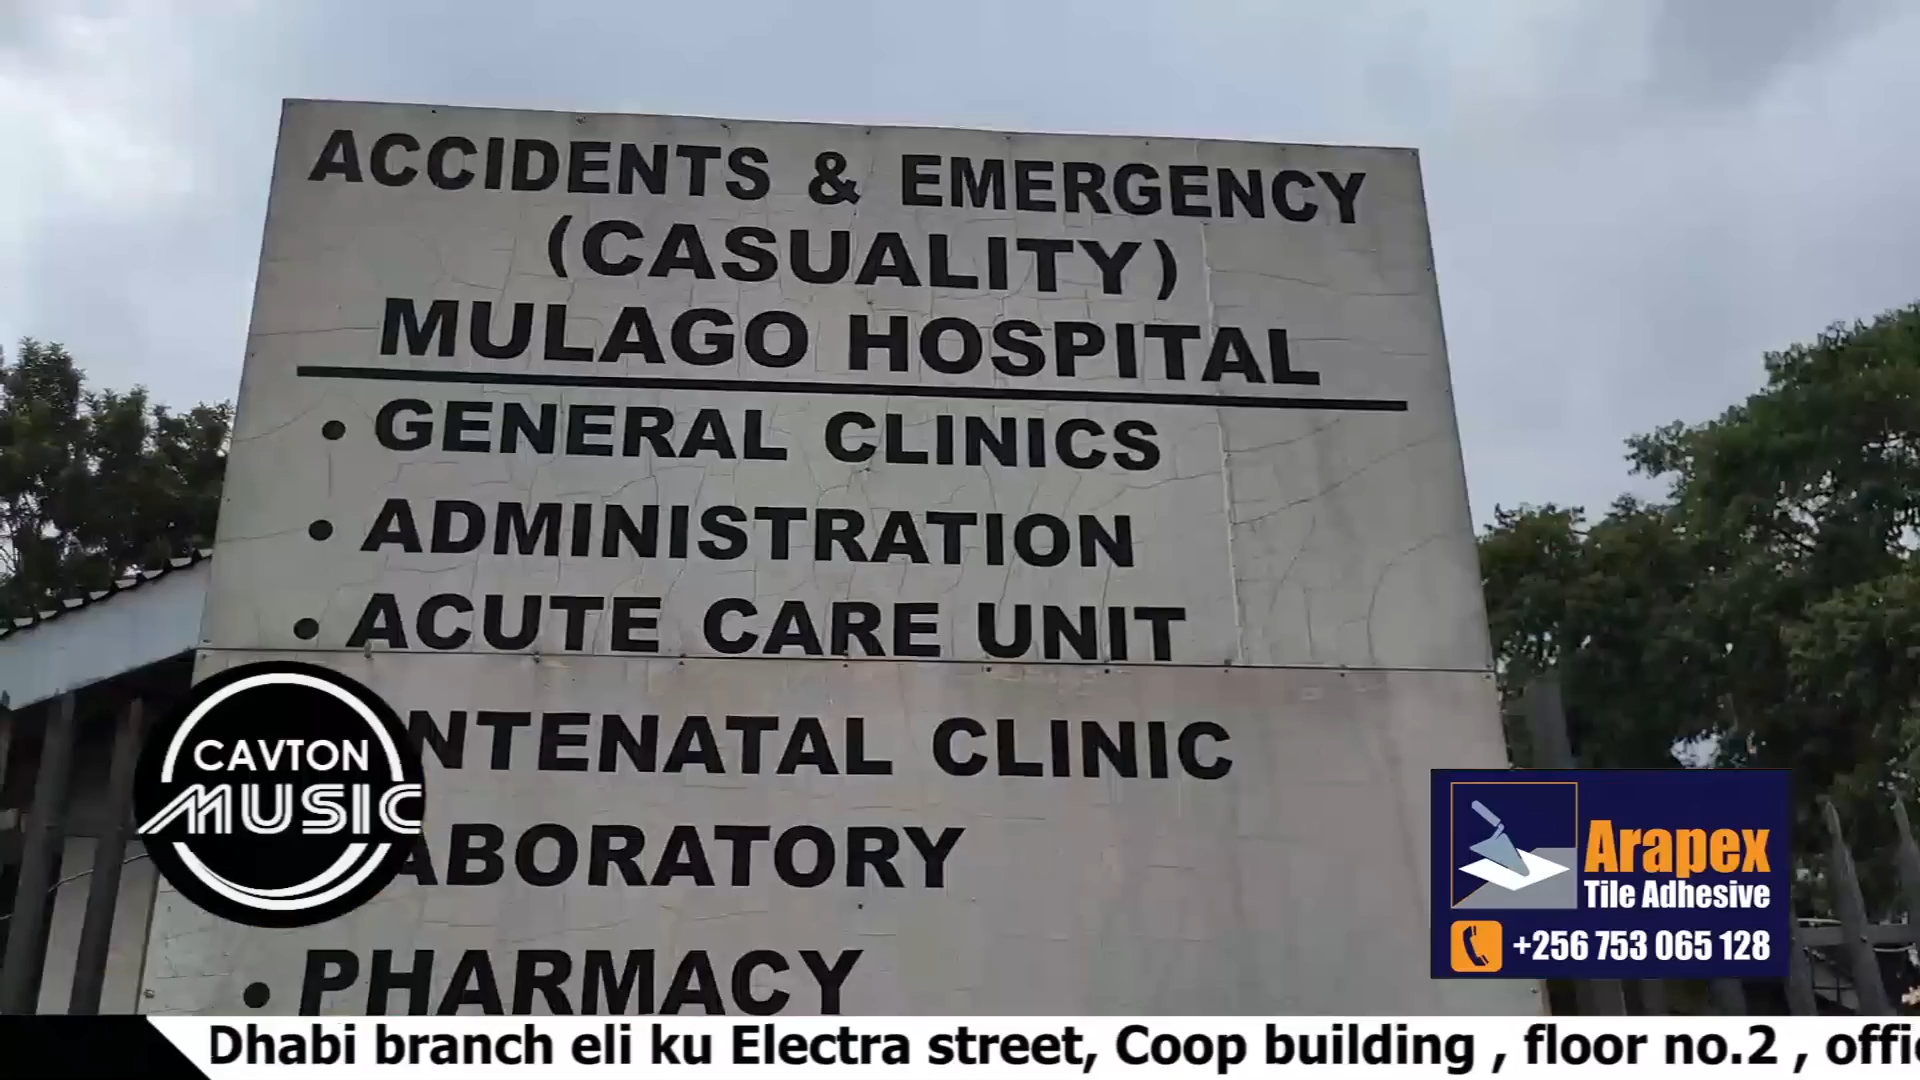 ACCIDENTS & EMERGENCY
(CASUALITY)
MULAGO HOSPITAL
• GENERAL CLINICS
• ADMINISTRATION
• ACUTE CARE UNIT
NTENATAL CLINIC
ABORATORY
• PHARMACY
CAVTON
MUSIC
Arapex
Tile Adhesive
+256 753 065 128
Dhabi branch eli ku Electra street, Coop building , floor no.2 ,